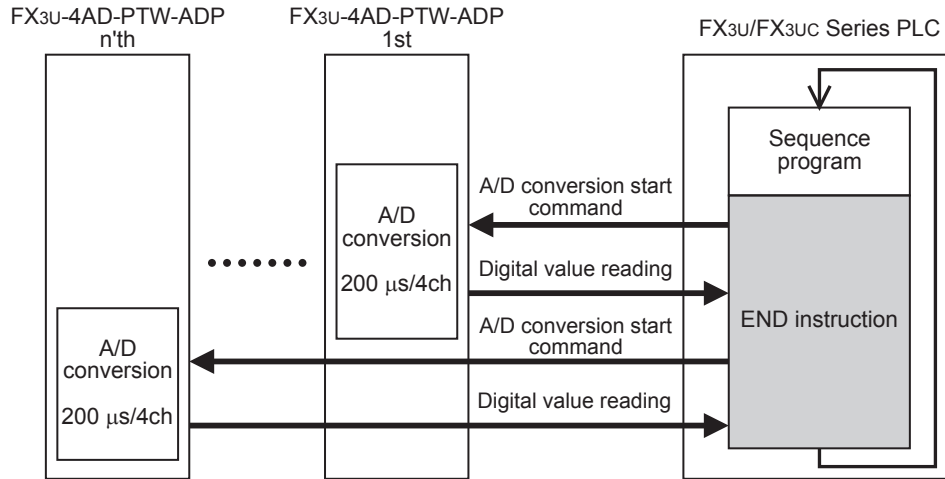 FX3U-4AD-PTW-ADP
n'th
FX3U-4AD-PTW-ADP
1st
FX3U/FX3UC Series PLC
Sequence
program
A/D conversion start
command
A/D
conversion
200 µs/4ch
Digital value reading
END instruction
A/D conversion start
command
A/D
conversion
200 µs/4ch
Digital value reading